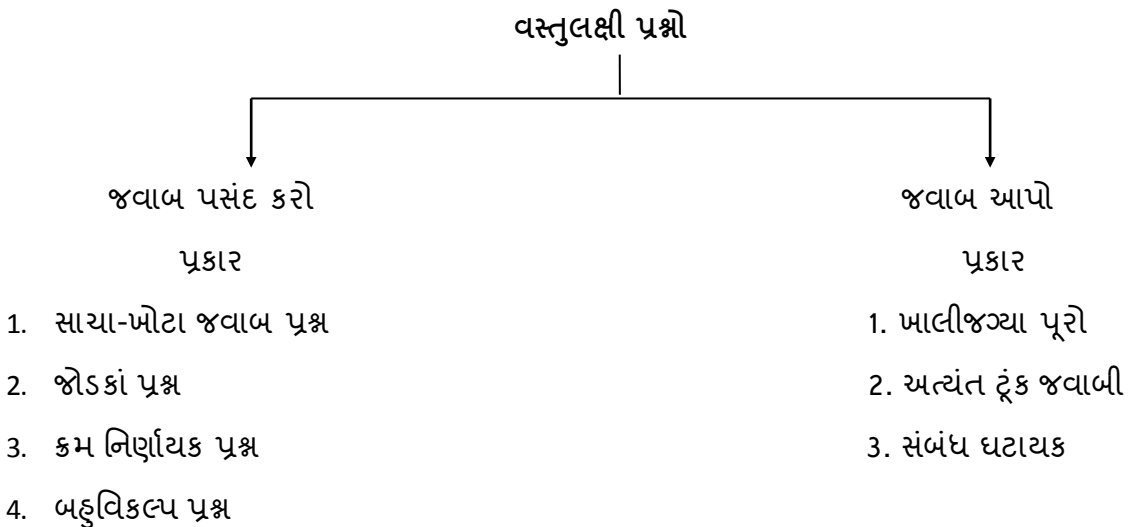 વસ્તુલક્ષી પ્રશ્નો
જવાબ પસંદ કરો
પ્રકાર
1. સાચા-ખોટા જવાબ પ્રશ્ન
2. જોડકાં પ્રશ્ન
3. ક્રમ નિર્ણાયક પ્રશ્ન
4. બહુવિકલ્પ પ્રશ્ન
જવાબ આપો
પ્રકાર
1. ખાલીજગ્યા પૂરો
2. અત્યંત ટૂંક જવાબી
3. સંબંધ ઘટાયક